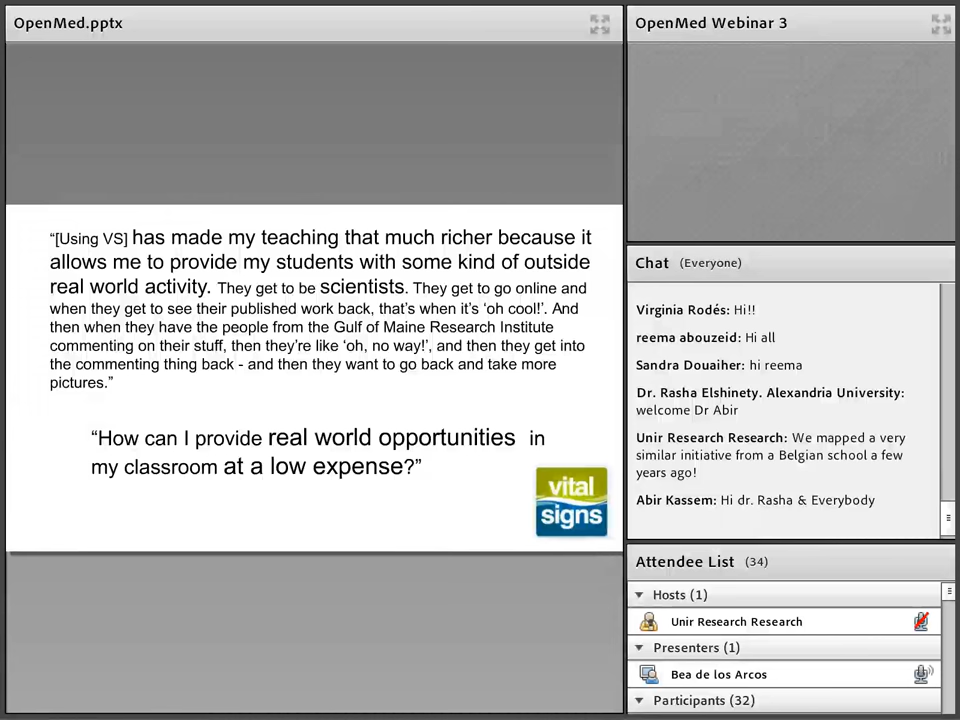 OpenMed.pptx
“[Using VS] has made my teaching that much richer because it
allows me to provide my students with some kind of outside
real world activity. They get to be scientists. They get to go online and
when they get to see their published work back, that’s when it’s ‘oh cool!’. And
then when they have the people from the Gulf of Maine Research Institute
commenting on their stuff, then they’re like ‘oh, no way!’, and then they get into
the commenting thing back - and then they want to go back and take more
pictures.”
“How can I provide real world opportunities in
my classroom at a low expense?”
vital
signs
OpenMed Webinar 3
Chat (Everyone)
Virginia Rodés: Hi!!
reema abouzeid: Hi all
Sandra Douaiher: hi reema
Dr. Rasha Elshinety. Alexandria University:
welcome Dr Abir
Unir Research Research: We mapped a very
similar initiative from a Belgian school a few
years ago!
Abir Kassem: Hi dr. Rasha & Everybody
Attendee List (34)
Hosts (1)
Unir Research Research
Presenters (1)
Bea de los Arcos
Participants (32)